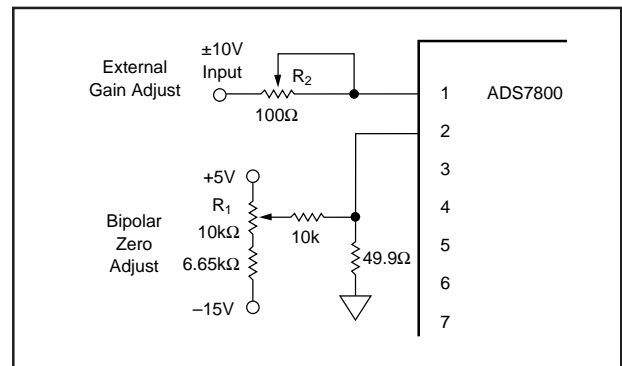 External
Gain Adjust
±10V
Input
R2
100Ω
1
ADS7800
2
3
4
5
6
7
+5V
R1
10kΩ
10k
Bipolar
Zero
Adjust
6.65kΩ
49.9Ω
–15V